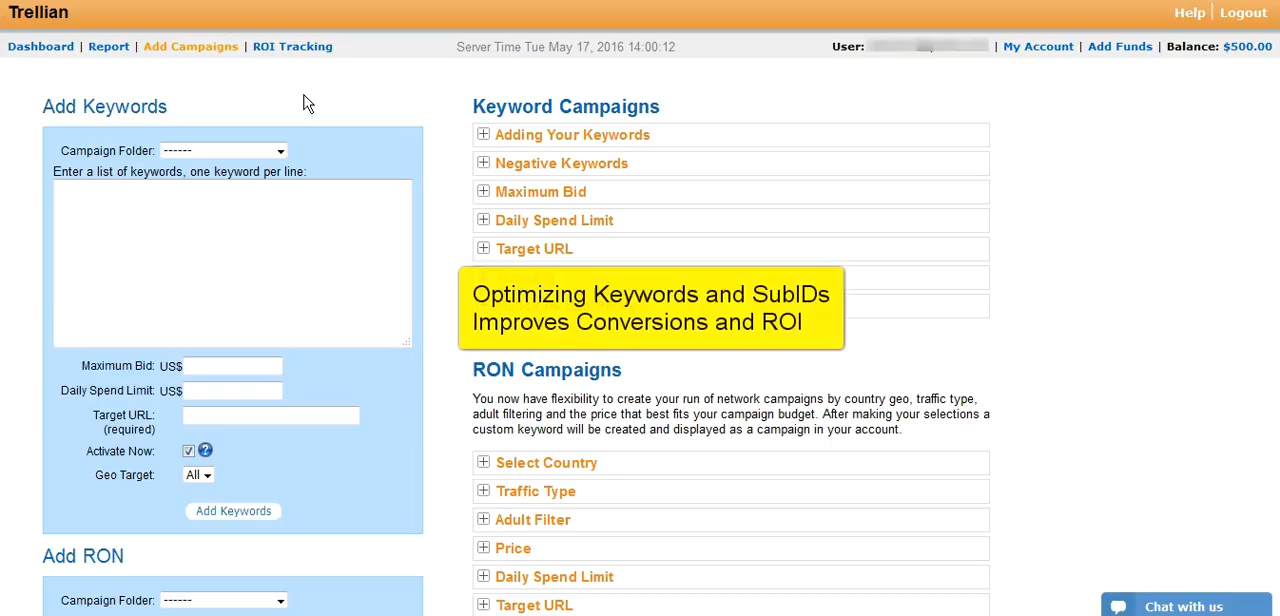 Trellian
Help | Logout
Dashboard | Report | Add Campaigns | ROI Tracking
Server Time Tue May 17, 2016 14:00:12
User: | My Account | Add Funds | Balance: $500.00
Add Keywords
Campaign Folder: ------
Enter a list of keywords, one keyword per line:
Maximum Bid: US$
Daily Spend Limit: US$
Target URL:
(required)
Activate Now:
Geo Target: All
Add Keywords
Add RON
Campaign Folder: ------
Keyword Campaigns
Adding Your Keywords
Negative Keywords
Maximum Bid
Daily Spend Limit
Target URL
Optimizing Keywords and SubIDs
Improves Conversions and ROI
RON Campaigns
You now have flexibility to create your run of network campaigns by country geo, traffic type,
adult filtering and the price that best fits your campaign budget. After making your selections a
custom keyword will be created and displayed as a campaign in your account.
Select Country
Traffic Type
Adult Filter
Price
Daily Spend Limit
Target URL
Chat with us